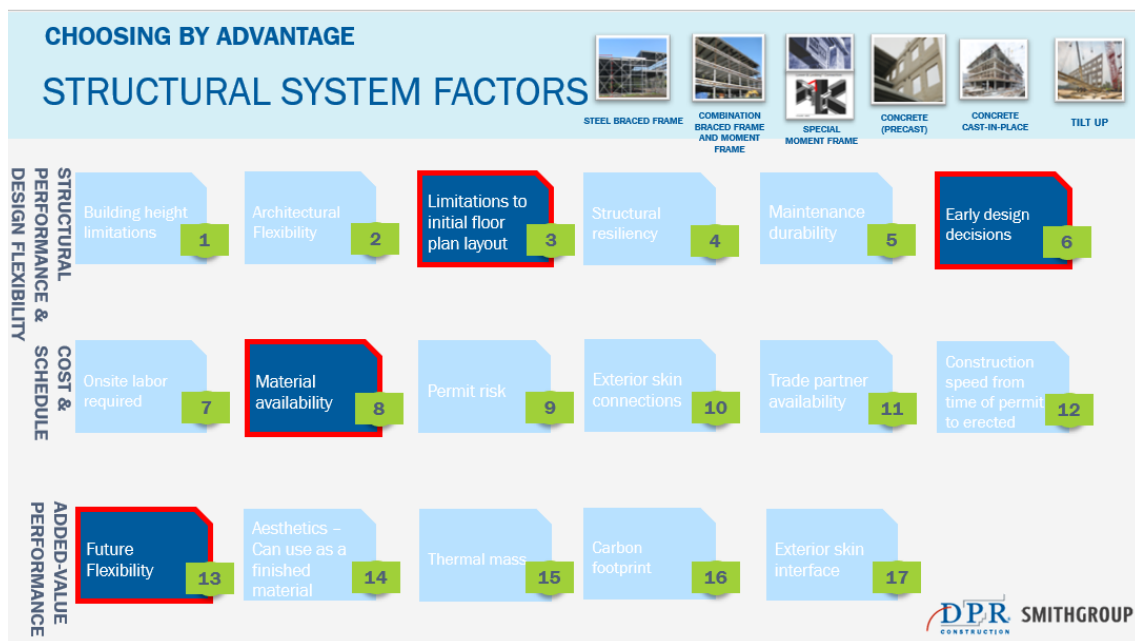 CHOOSING BY ADVANTAGE
STRUCTURAL SYSTEM FACTORS
STEEL BRACED FRAME
COMBINATION
BRACED FRAME
AND MOMENT
FRAME
SPECIAL
MOMENT FRAME
CONCRETE
(PRECAST)
CONCRETE
CAST-IN-PLACE
TILT UP
STRUCTURAL
PERFORMANCE &
DESIGN FLEXIBILITY
Building height
limitations
1
Architectural
Flexibility
2
Limitations to
initial floor
plan layout
3
Structural
resiliency
4
Maintenance
durability
5
Early design
decisions
6
COST &
SCHEDULE
Onsite labor
required
7
Material
availability
8
Permit risk
9
Exterior skin
connections
10
Trade partner
availability
11
Construction
speed from
time of permit
to erected
12
ADDED-VALUE
PERFORMANCE
Future
Flexibility
13
Aesthetics –
Can use as a
finished
material
14
Thermal mass
15
Carbon
footprint
16
Exterior skin
interface
17
DPR
CONSTRUCTION
SMITHGROUP